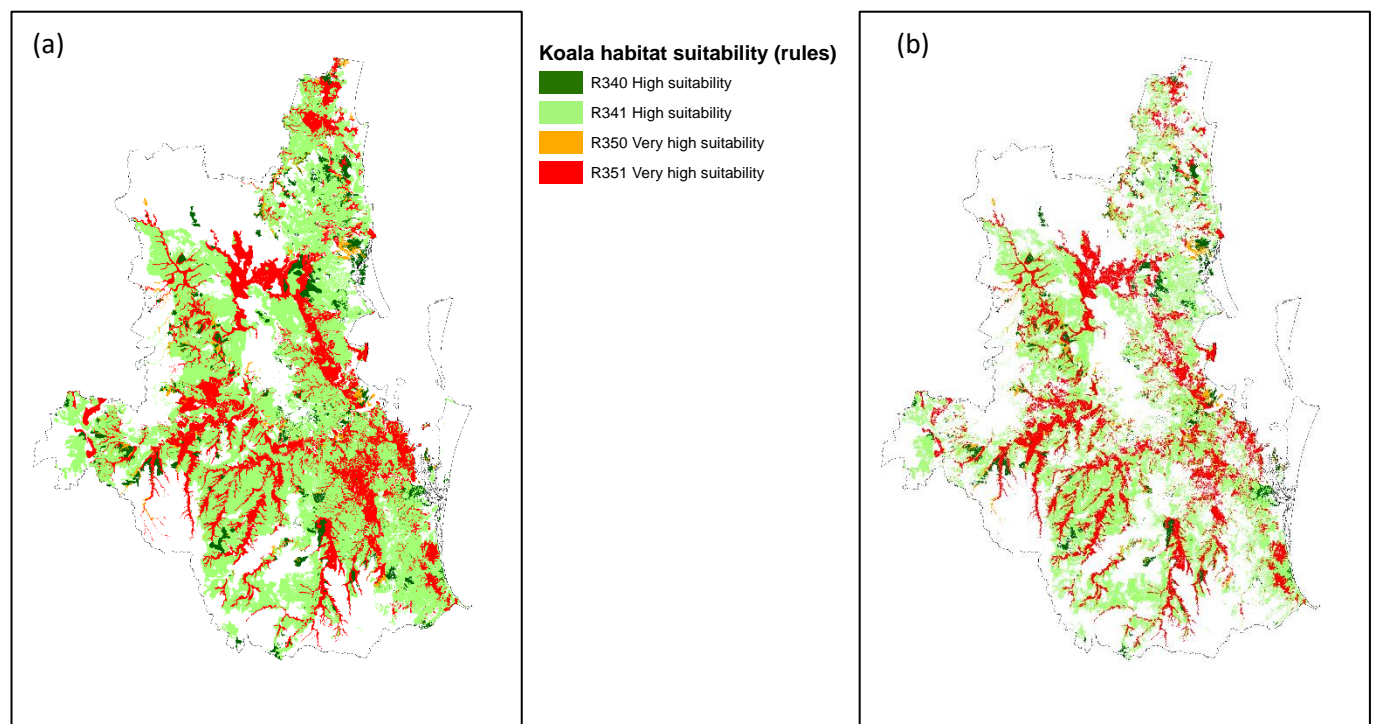 (a)
Koala habitat suitability (rules)
R340 High suitability
R341 High suitability
R350 Very high suitability
R351 Very high suitability
(b)